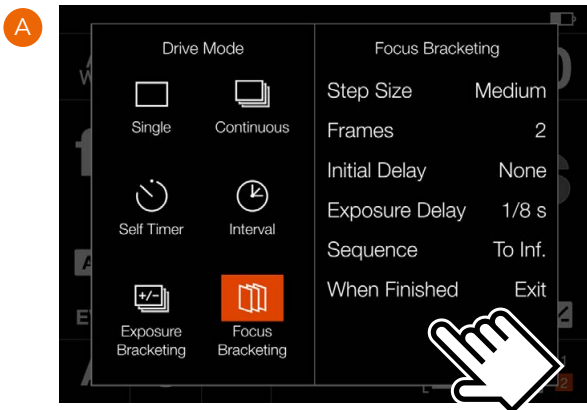 A
Drive Mode
Single
Continuous
Self Timer
Interval
+/-
Exposure
Bracketing
Focus
Bracketing
Focus Bracketing
Step Size Medium
Frames 2
Initial Delay None
Exposure Delay 1/8 s
Sequence To Inf.
When Finished Exit